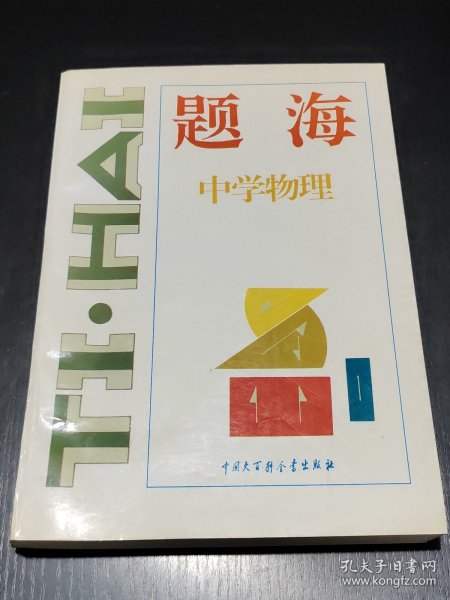 题 海
中学物理
TI·HAI
中国大百科全书出版社
孔夫子旧书网
www.kongfz.com